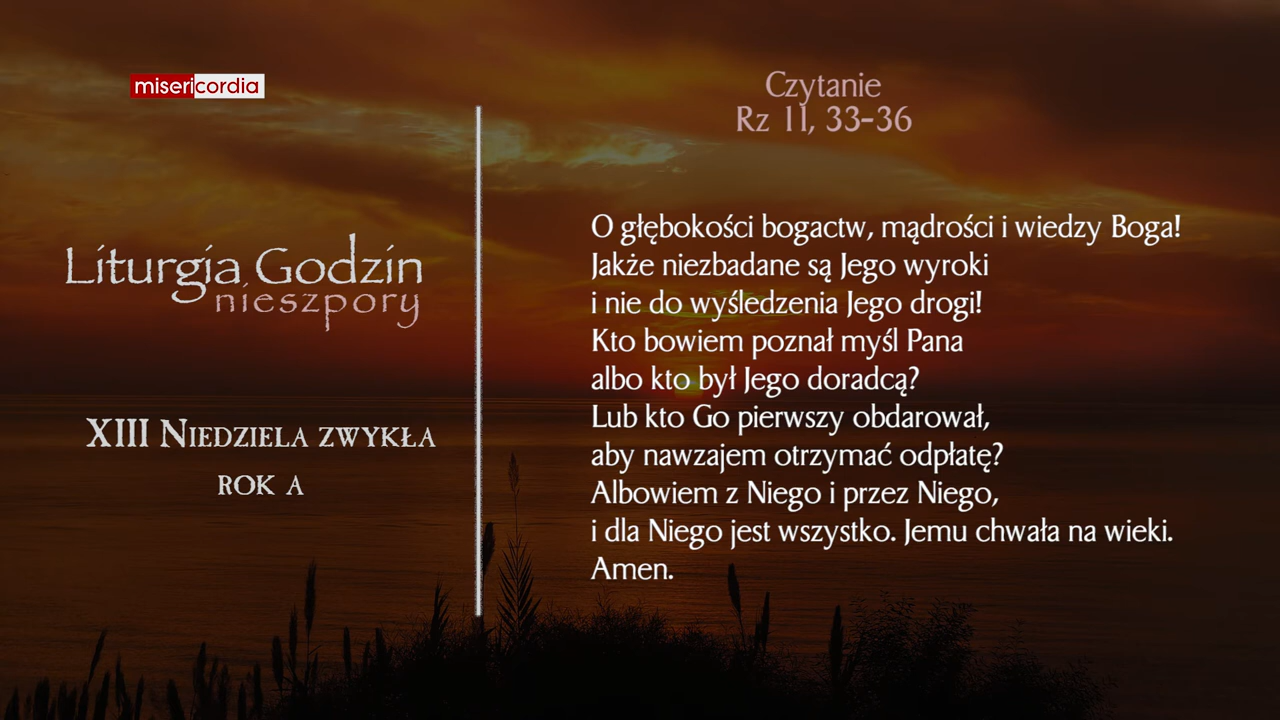 misericordia
Liturgia Godzin
nieszpory
XIII Niedziela zwykła
rok A
Czytanie
Rz 11, 33-36
O głębokości bogactw, mądrości i wiedzy Boga!
Jakże niezbadane są Jego wyroki
i nie do wyśledzenia Jego drogi!
Kto bowiem poznał myśl Pana
albo kto był Jego doradcą?
Lub kto Go pierwszy obdarował,
aby nawzajem otrzymać odpłatę?
Albowiem z Niego i przez Niego,
i dla Niego jest wszystko. Jemu chwała na wieki.
Amen.